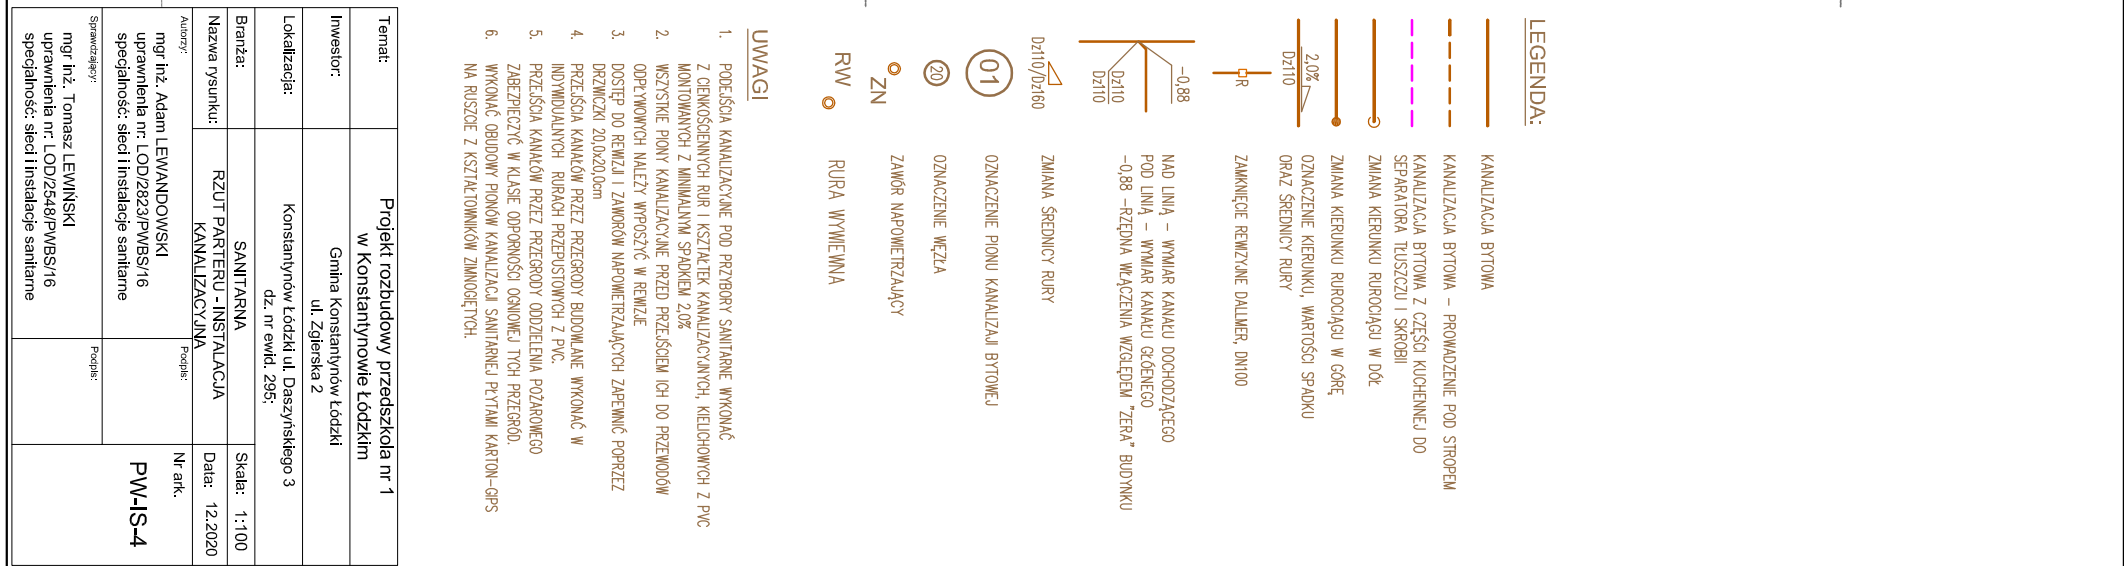 LEGENDA:
KANALIZACJA BYTOWA
KANALIZACJA BYTOWA - PROWADZENIE POD STROPEM
KANALIZACJA BYTOWA Z CZĘŚCI KUCHENNEJ DO
SEPARATORA TŁUSZCZU I SKROBII
ZMIANA KIERUNKU RUROCIĄGU W DÓŁ
ZMIANA KIERUNKU RUROCIĄGU W GÓRĘ
2,0%
Dz110
OZNACZENIE KIERUNKU, WARTOŚCI SPADKU
ORAZ ŚREDNICY RURY
R
ZAMKNIĘCIE REWIZYJNE DALLMER, DN100
-0,88
Dz110
Dz110
NAD LINIĄ - WYMIAR KANAŁU DOCHODZĄCEGO
POD LINIĄ - WYMIAR KANAŁU GŁÓENEGO
-0,88 -RZĘDNA WŁĄCZENIA WZGLĘDEM "ZERA" BUDYNKU
Dz110/Dz160
ZMIANA ŚREDNICY RURY
01
OZNACZENIE PIONU KANALIZAJI BYTOWEJ
20
OZNACZENIE WĘZŁA
ZN
ZAWÓR NAPOWIETRZAJĄCY
RW
RURA WYWIEWNA
UWAGI
1. PODEJŚCIA KANALIZACYJNE POD PRZYBORY SANITARNE WYKONAĆ
Z CIENKOŚCIENNYCH RUR I KSZTAŁTEK KANALIZACYJNYCH, KIELICHOWYCH Z PVC
MONTOWANYCH Z MINIMALNYM SPADKIEM 2,0%
2. WSZYSTKIE PIONY KANALIZACYJNE PRZED PRZEJŚCIEM ICH DO PRZEWODÓW
ODPŁYWOWYCH NALEŻY WYPOSŻYĆ W REWIZJE
3. DOSTĘP DO REWIZJI I ZAWORÓW NAPOWIETRZAJĄCYCH ZAPEWNIĆ POPRZEZ
DRZWICZKI 20,0x20,0cm
4. PRZEJŚCIA KANAŁÓW PRZEZ PRZEGRODY BUDOWLANE WYKONAĆ W
INDYWIDUALNYCH RURACH PRZEPUSTOWYCH Z PVC.
5. PRZEJŚCIA KANAŁÓW PRZEZ PRZEGRODY ODDZIELENIA POŻAROWEGO
ZABEZPIECZYĆ W KLASIE ODPORNOŚCI OGNIOWEJ TYCH PRZEGRÓD.
6. WYKONAĆ OBUDOWY PIONÓW KANALIZACJI SANITARNEJ PŁYTAMI KARTON-GIPS
NA RUSZCIE Z KSZTAŁTOWNIKÓW ZIMNOGIĘTYCH.
Temat: Projekt rozbudowy przedszkola nr 1
w Konstantynowie Łódzkim
Inwestor: Gmina Konstantynów Łódzki
ul. Zgierska 2
Lokalizacja: Konstantynów Łódzki ul. Daszyńskiego 3
dz. nr ewid. 295;
Branża: SANITARNA Skala: 1:100
Nazwa rysunku: RZUT PARTERU - INSTALACJA
KANALIZACYJNA
Data: 12.2020
Autorzy: Podpis: Nr ark.
mgr inż. Adam LEWANDOWSKI
uprawnienia nr: LOD/2823/PWBS/16
specjalność: sieci i instalacje sanitarne
PW-IS-4
Sprawdzający: Podpis:
mgr inż. Tomasz LEWIŃSKI
uprawnienia nr: LOD/2548/PWBS/16
specjalność: sieci i instalacje sanitarne